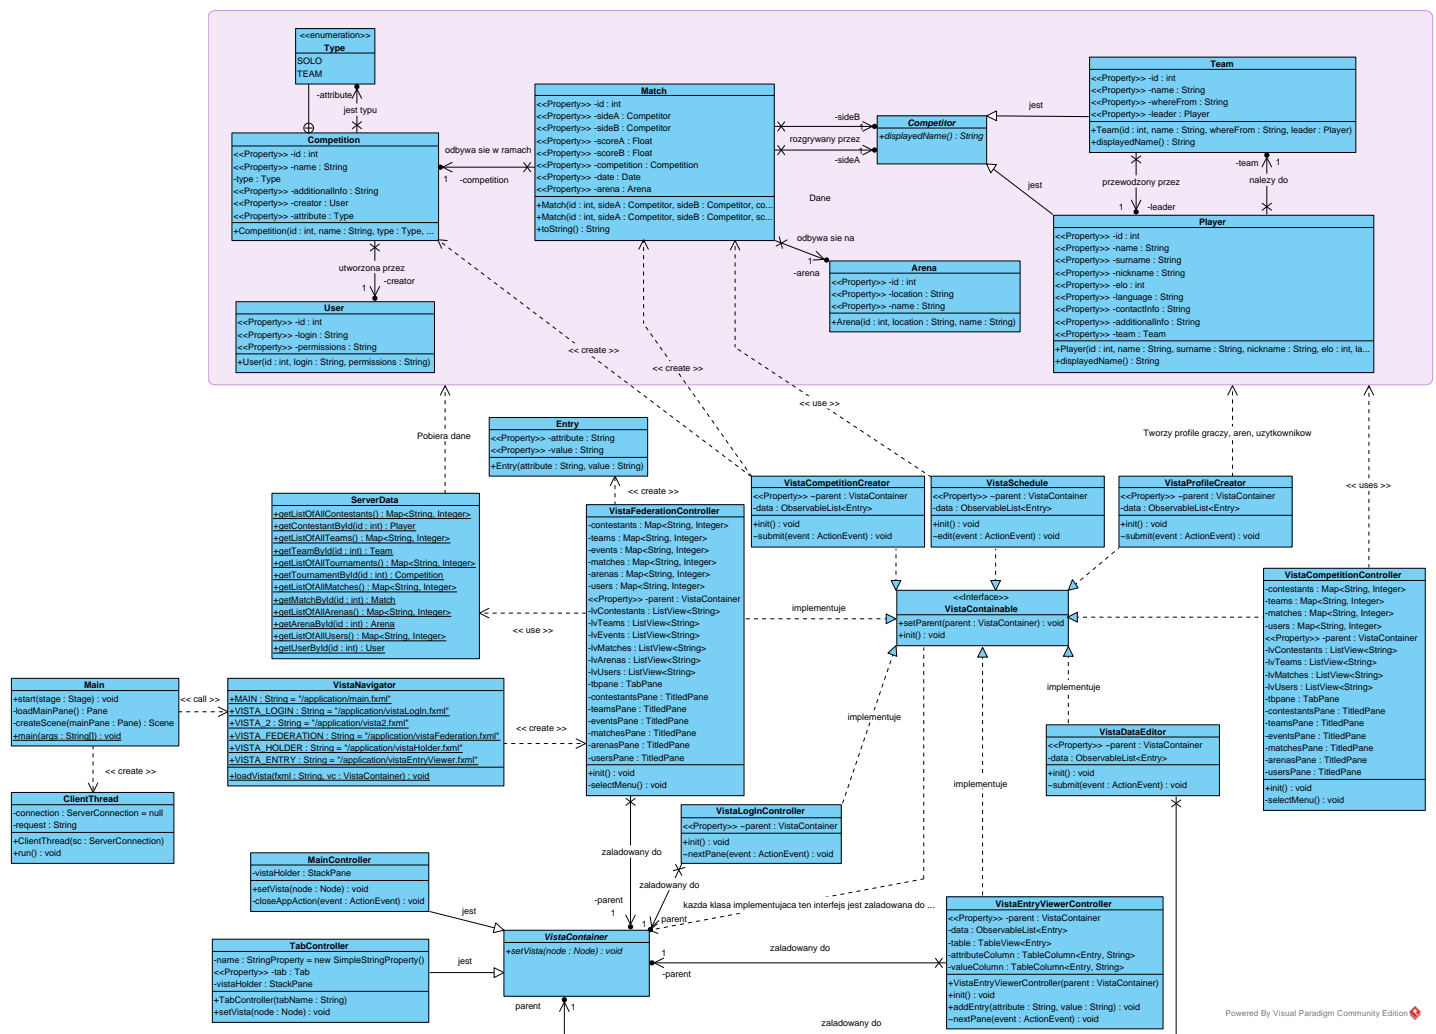 <<enumeration>>
Type
SOLO
TEAM
-attribute
jest typu
Competition
<<Property>> -id : int
<<Property>> -name : String
-type : Type
<<Property>> -additionalInfo : String
<<Property>> -creator : User
<<Property>> -attribute : Type
+Competition(id : int, name : String, type : Type, ...
odbywa sie w ramach
1
-competition
Match
<<Property>> -id : int
<<Property>> -sideA : Competitor
<<Property>> -sideB : Competitor
<<Property>> -scoreA : Float
<<Property>> -scoreB : Float
<<Property>> -competition : Competition
<<Property>> -date : Date
<<Property>> -arena : Arena
+Match(id : int, sideA : Competitor, sideB : Competitor, co...
+Match(id : int, sideA : Competitor, sideB : Competitor, sc...
+toString() : String
-sideB
1
rozgrywany przez
1
-sideA
Competitor
+displayedName() : String
jest
jest
Team
<<Property>> -id : int
<<Property>> -name : String
<<Property>> -whereFrom : String
<<Property>> -leader : Player
+Team(id : int, name : String, whereFrom : String, leader : Player)
+displayedName() : String
-team
1
przewodzony przez
nalezy do
1
-leader
Dane
Player
<<Property>> -id : int
<<Property>> -name : String
<<Property>> -surname : String
<<Property>> -nickname : String
<<Property>> -elo : int
<<Property>> -language : String
<<Property>> -contactInfo : String
<<Property>> -additionalInfo : String
<<Property>> -team : Team
+Player(id : int, name : String, surname : String, nickname : String, elo : int, la...
+displayedName() : String
odbywa sie na
1
-arena
Arena
<<Property>> -id : int
<<Property>> -location : String
<<Property>> -name : String
+Arena(id : int, location : String, name : String)
utworzona przez
-creator
1
User
<<Property>> -id : int
<<Property>> -login : String
<<Property>> -permissions : String
+User(id : int, login : String, permissions : String)
<< create >>
<< create >>
<< use >>
Pobiera dane
Tworzy profile graczy, aren, uzytkownikow
<< uses >>
Entry
<<Property>> -attribute : String
<<Property>> -value : String
+Entry(attribute : String, value : String)
<< create >>
ServerData
+getListOfAllContestants() : Map<String, Integer>
+getContestantById(id : int) : Player
+getListOfAllTeams() : Map<String, Integer>
+getTeamById(id : int) : Team
+getListOfAllTournaments() : Map<String, Integer>
+getTournamentById(id : int) : Competition
+getListOfAllMatches() : Map<String, Integer>
+getMatchById(id : int) : Match
+getListOfAllArenas() : Map<String, Integer>
+getArenaById(id : int) : Arena
+getListOfAllUsers() : Map<String, Integer>
+getUserById(id : int) : User
<< use >>
VistaFederationController
-contestants : Map<String, Integer>
-teams : Map<String, Integer>
-events : Map<String, Integer>
-matches : Map<String, Integer>
-arenas : Map<String, Integer>
-users : Map<String, Integer>
<<Property>> -parent : VistaContainer
-lvContestants : ListView<String>
-lvTeams : ListView<String>
-lvEvents : ListView<String>
-lvMatches : ListView<String>
-lvArenas : ListView<String>
-lvUsers : ListView<String>
-tbpane : TabPane
-contestantsPane : TitledPane
-teamsPane : TitledPane
-eventsPane : TitledPane
-matchesPane : TitledPane
-arenasPane : TitledPane
-usersPane : TitledPane
+init() : void
-selectMenu() : void
VistaCompetitionCreator
<<Property>> ~parent : VistaContainer
-data : ObservableList<Entry>
+init() : void
~submit(event : ActionEvent) : void
VistaSchedule
<<Property>> ~parent : VistaContainer
-data : ObservableList<Entry>
+init() : void
~edit(event : ActionEvent) : void
VistaProfileCreator
<<Property>> ~parent : VistaContainer
-data : ObservableList<Entry>
+init() : void
~submit(event : ActionEvent) : void
implementuje
<<Interface>>
VistaContainable
+setParent(parent : VistaContainer) : void
+init() : void
VistaCompetitionController
-contestants : Map<String, Integer>
-teams : Map<String, Integer>
-matches : Map<String, Integer>
-users : Map<String, Integer>
<<Property>> -parent : VistaContainer
-lvContestants : ListView<String>
-lvTeams : ListView<String>
-lvMatches : ListView<String>
-lvUsers : ListView<String>
-tbpane : TabPane
-contestantsPane : TitledPane
-teamsPane : TitledPane
-eventsPane : TitledPane
-matchesPane : TitledPane
-arenasPane : TitledPane
-usersPane : TitledPane
+init() : void
-selectMenu() : void
Main
+start(stage : Stage) : void
-loadMainPane() : Pane
-createScene(mainPane : Pane) : Scene
+main(args : String[]) : void
<< call >>
VistaNavigator
+MAIN : String = "/application/main.fxml"
+VISTA_LOGIN : String = "/application/vistaLogIn.fxml"
+VISTA_2 : String = "/application/vista2.fxml"
+VISTA_FEDERATION : String = "/application/vistaFederation.fxml"
+VISTA_HOLDER : String = "/application/vistaHolder.fxml"
+VISTA_ENTRY : String = "/application/vistaEntryViewer.fxml"
+loadVista(fxml : String, vc : VistaContainer) : void
<< create >>
<< create >>
ClientThread
-connection : ServerConnection = null
-request : String
+ClientThread(sc : ServerConnection)
+run() : void
implementuje
implementuje
implementuje
VistaDataEditor
<<Property>> ~parent : VistaContainer
-data : ObservableList<Entry>
+init() : void
~submit(event : ActionEvent) : void
VistaLogInController
<<Property>> ~parent : VistaContainer
+init() : void
~nextPane(event : ActionEvent) : void
zaladowany do
zaladowany do
-parent
1
1
parent
kazda klasa implementujaca ten interfejs jest zaladowana do ...
MainController
-vistaHolder : StackPane
+setVista(node : Node) : void
-closeAppAction(event : ActionEvent) : void
jest
TabController
-name : StringProperty = new SimpleStringProperty()
<<Property>> -tab : Tab
-vistaHolder : StackPane
+TabController(tabName : String)
+setVista(node : Node) : void
jest
VistaContainer
+setVista(node : Node) : void
1
-parent
zaladowany do
VistaEntryViewerController
<<Property>> -parent : VistaContainer
-data : ObservableList<Entry>
-table : TableView<Entry>
-attributeColumn : TableColumn<Entry, String>
-valueColumn : TableColumn<Entry, String>
+VistaEntryViewerController(parent : VistaContainer)
+init() : void
+addEntry(attribute : String, value : String) : void
~nextPane(event : ActionEvent) : void
parent
1
zaladowany do
Powered By Visual Paradigm Community Edition